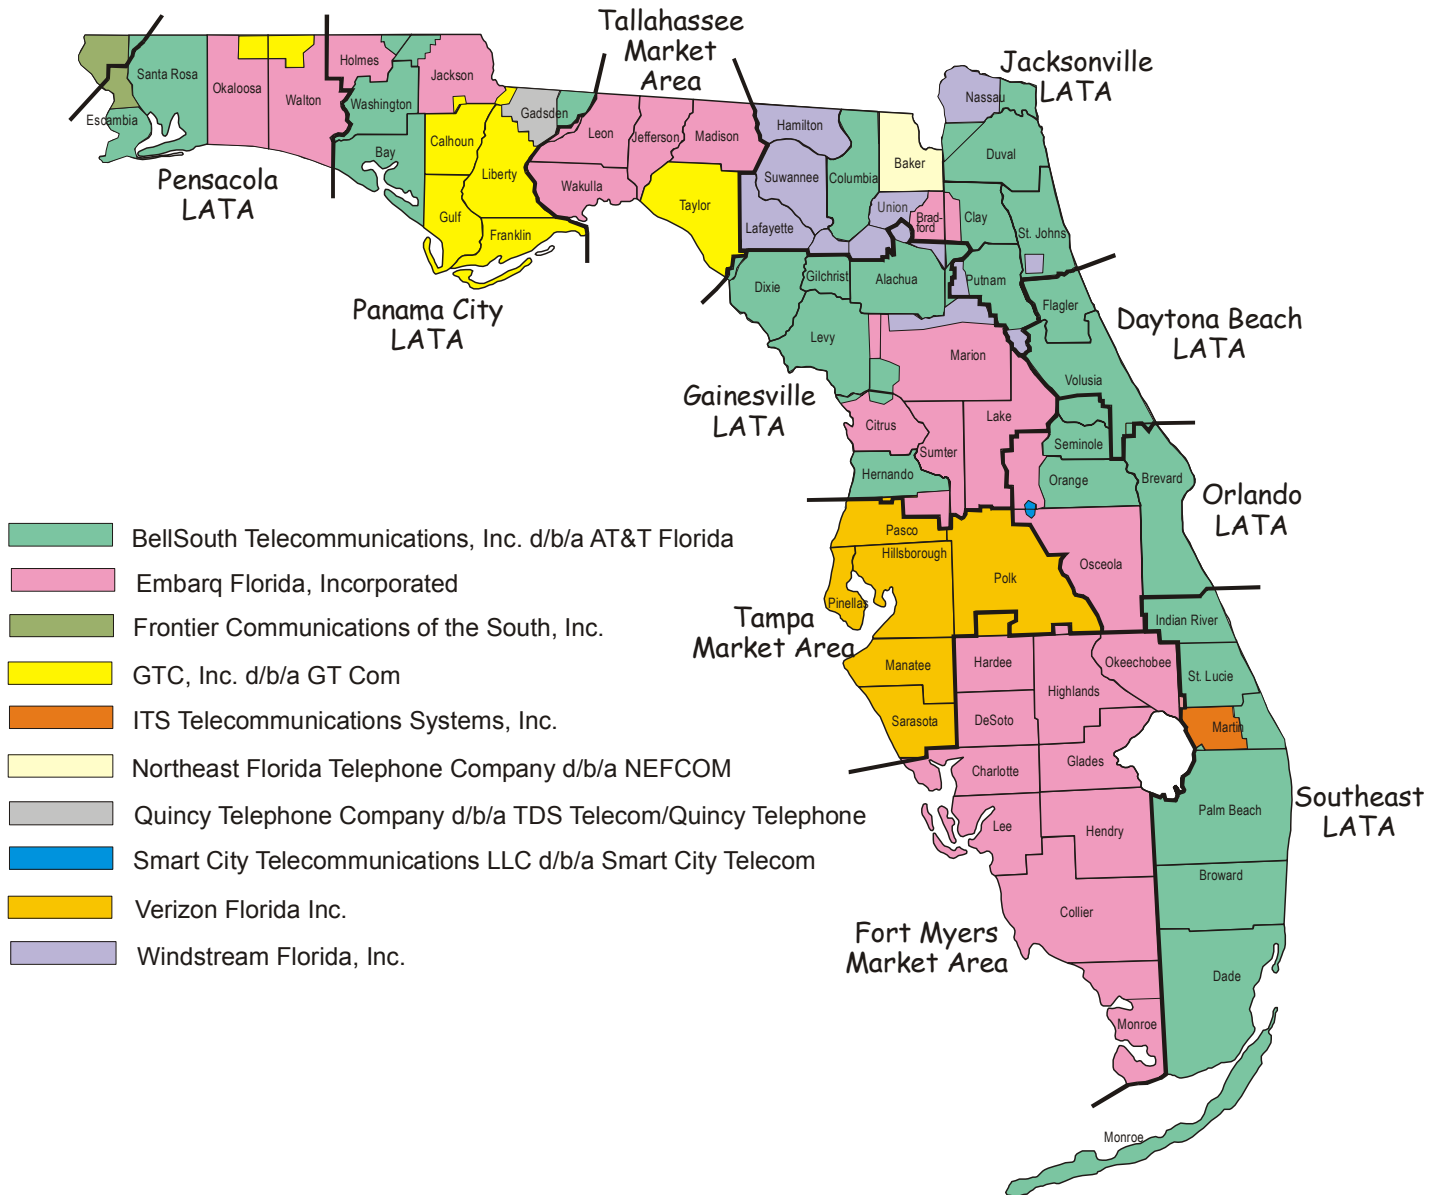 Tallahassee
Market
Area
Jacksonville
LATA
Pensacola
LATA
Panama City
LATA
Gainesville
LATA
Daytona Beach
LATA
Orlando
LATA
Tampa
Market Area
Southeast
LATA
Fort Myers
Market Area
Escambia
Santa Rosa
Okaloosa
Walton
Holmes
Washington
Jackson
Bay
Calhoun
Gulf
Liberty
Franklin
Gadsden
Leon
Wakulla
Jefferson
Madison
Taylor
Hamilton
Suwannee
Lafayette
Columbia
Baker
Union
Brad-
ford
Nassau
Duval
Clay
St. Johns
Putnam
Dixie
Gilchrist
Alachua
Levy
Marion
Flagler
Volusia
Citrus
Sumter
Lake
Hernando
Seminole
Orange
Brevard
Pasco
Hillsborough
Pinellas
Polk
Osceola
Indian River
Manatee
Hardee
Highlands
Okeechobee
St. Lucie
Sarasota
DeSoto
Martin
Charlotte
Glades
Lee
Hendry
Palm Beach
Broward
Collier
Dade
Monroe
Monroe
BellSouth Telecommunications, Inc. d/b/a AT&T Florida
Embarq Florida, Incorporated
Frontier Communications of the South, Inc.
GTC, Inc. d/b/a GT Com
ITS Telecommunications Systems, Inc.
Northeast Florida Telephone Company d/b/a NEFCOM
Quincy Telephone Company d/b/a TDS Telecom/Quincy Telephone
Smart City Telecommunications LLC d/b/a Smart City Telecom
Verizon Florida Inc.
Windstream Florida, Inc.